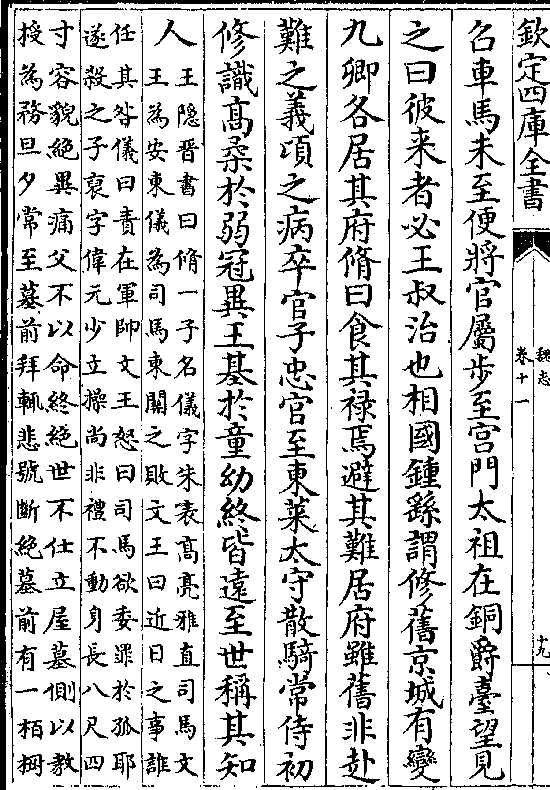 欽定四庫全書
魏志
卷十一
十九
名車馬未至便將官屬步至宮門太祖在銅爵臺望見
之曰彼来者必王叔治也相國鍾繇謂修舊京城有變
九卿各居其府脩曰食其禄焉避其難居府雖舊非赴
難之義頃之病卒官子忠官至東萊太守散騎常侍初
修識髙柔於弱冠異王基於童幼終皆逺至世稱其知
人
王隠晉書曰脩一子名儀字朱表髙亮雅直司馬文
王為安東儀為司馬東關之敗文王曰近日之事誰
任其咎儀曰責在軍帥文王怒曰司馬欲委罪於孤耶
遂殺之子裒字偉元少立操尚非禮不動身長八尺四
寸容貌絶異痛父不以命終絶世不仕立屋墓側以教
授為務旦夕常至墓前拜輒悲號斷絶墓前有一栢樹